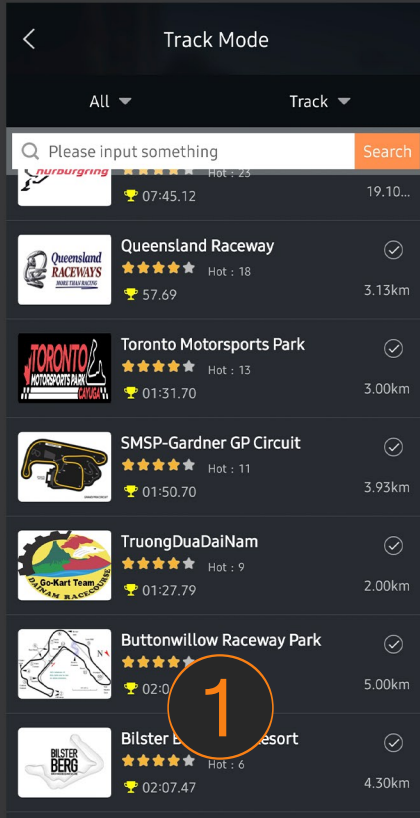 Track Mode
All
Track
Please input something
Search
Nürburgring
Hot : 23
07:45.12
19.10...
Queensland
RACEWAYS
MORE THAN RACING
Queensland Raceway
Hot : 18
57.69
3.13km
TORONTO
MOTORSPORTS PARK
CAYUGA
Toronto Motorsports Park
Hot : 13
01:31.70
3.00km
SMSP-Gardner GP Circuit
Hot : 11
01:50.70
3.93km
Go-Kart Team
DAINAM RACECOURSE
TruongDuaDaiNam
Hot : 9
01:27.79
2.00km
N
Buttonwillow Raceway Park
02:0
5.00km
1
BILSTER
BERG
Bilster
esort
Hot : 6
02:07.47
4.30km